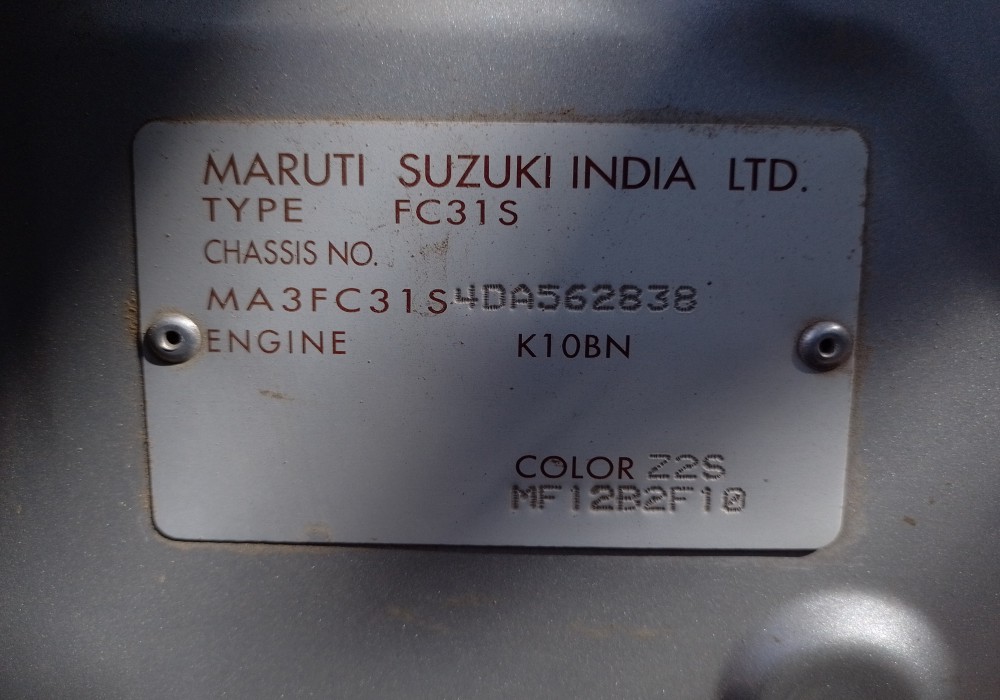 MARUTI SUZUKI INDIA LTD.
TYPE FC31S
CHASSIS NO.
MA3FC31S4DA562838
ENGINE K10BN
COLOR Z2S
MF12B2F10